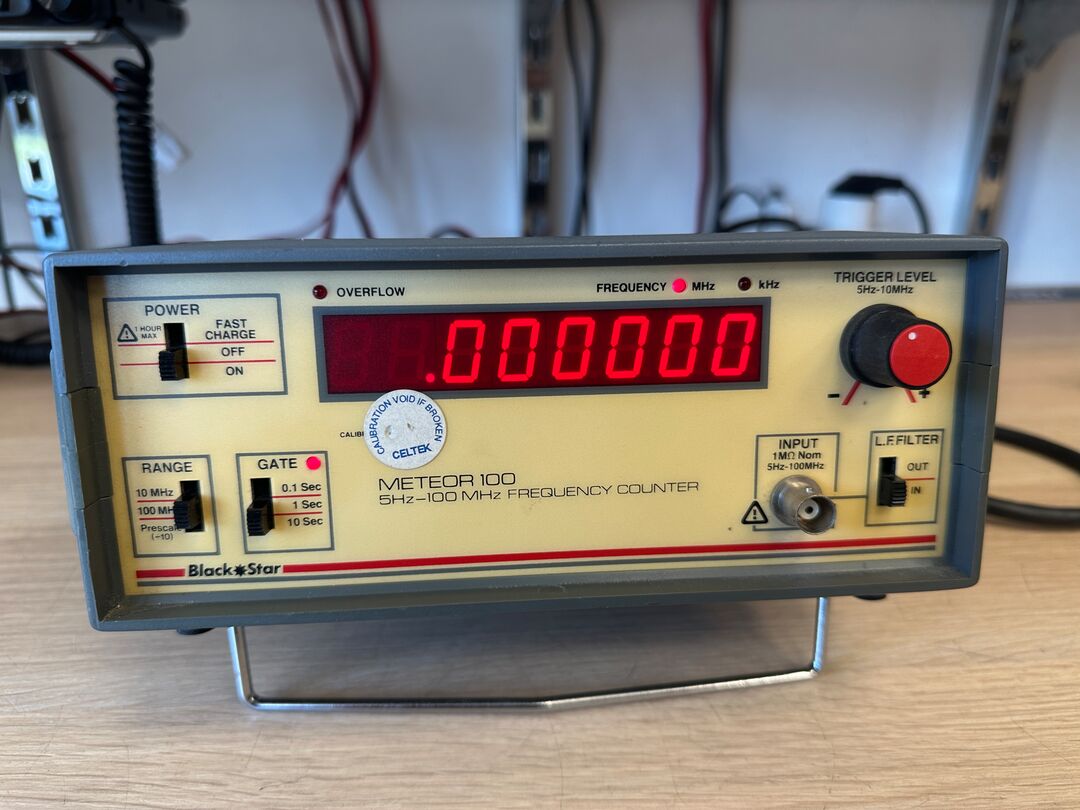 POWER
1 HOUR
MAX
FAST
CHARGE
OFF
ON
OVERFLOW
FREQUENCY MHz kHz
.000000
TRIGGER LEVEL
5Hz-10MHz
- +
CALIBRATION VOID IF BROKEN
CELTEK
RANGE
10 MHz
100 MH
Prescal
(÷10)
GATE
0.1 Sec
1 Sec
10 Sec
METEOR 100
5Hz-100 MHz FREQUENCY COUNTER
INPUT
1MΩ Nom
5Hz-100MHz
L.F.FILTER
OUT
IN
Black Star